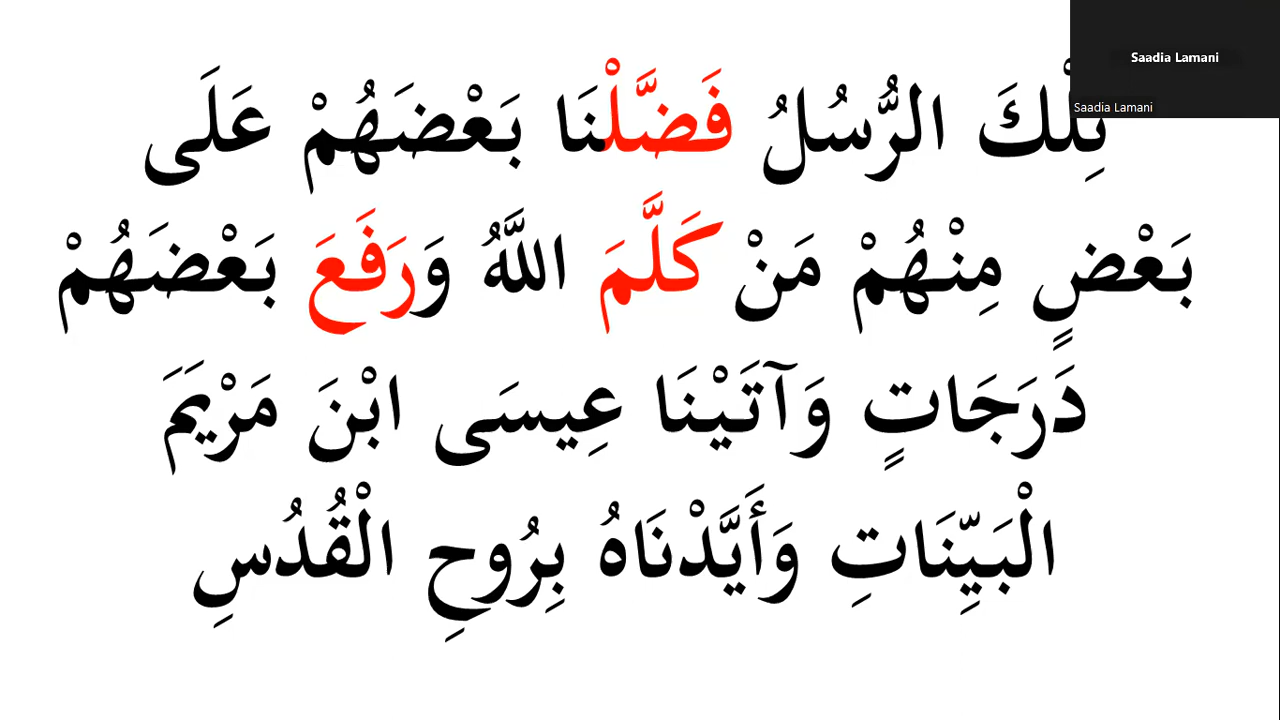 Saadia Lamani
Saadia Lamani
تِلْكَ الرُّسُلُ فَضَّلْنَا بَعْضَهُمْ عَلَى
بَعْضٍ مِنْهُمْ مَنْ كَلَّمَ اللَّهُ وَرَفَعَ بَعْضَهُمْ
دَرَجَاتٍ وَآتَيْنَا عِيسَى ابْنَ مَرْيَمَ
الْبَيِّنَاتِ وَأَيَّدْنَاهُ بِرُوحِ الْقُدُسِ